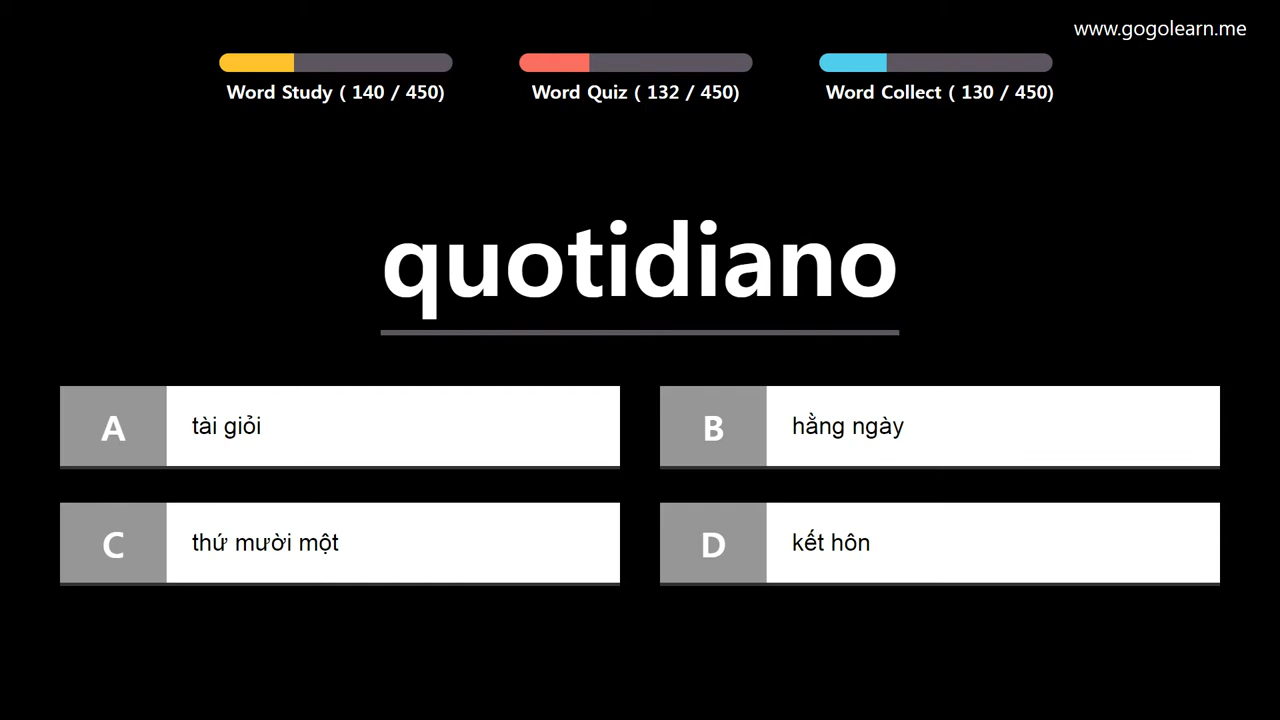 www.gogolearn.me
Word Study ( 140 / 450)
Word Quiz ( 132 / 450)
Word Collect ( 130 / 450)
quotidiano
A tài giỏi
B hằng ngày
C thứ mười một
D kết hôn